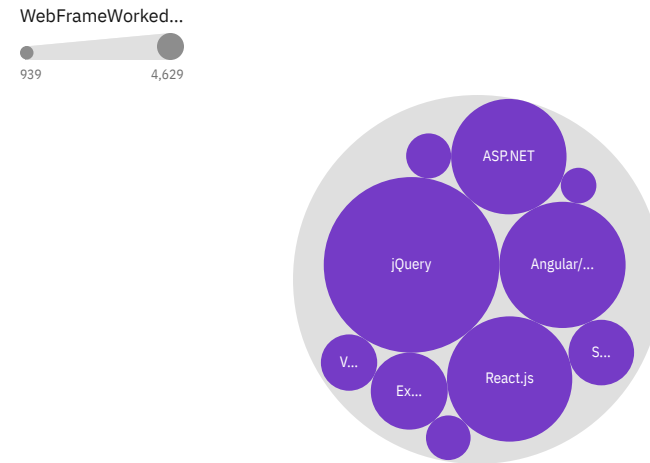 WebFrameWorked...
939 4,629
ASP.NET
jQuery
Angular/...
V...
S...
Ex...
React.js